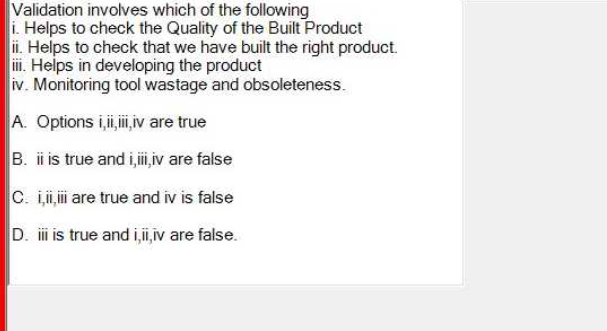 Validation involves which of the following
i. Helps to check the Quality of the Built Product
ii. Helps to check that we have built the right product.
iii. Helps in developing the product
iv. Monitoring tool wastage and obsoleteness.
A. Options i,ii,iii,iv are true
B. ii is true and i,iii,iv are false
C. i,ii,iii are true and iv is false
D. iii is true and i,ii,iv are false.